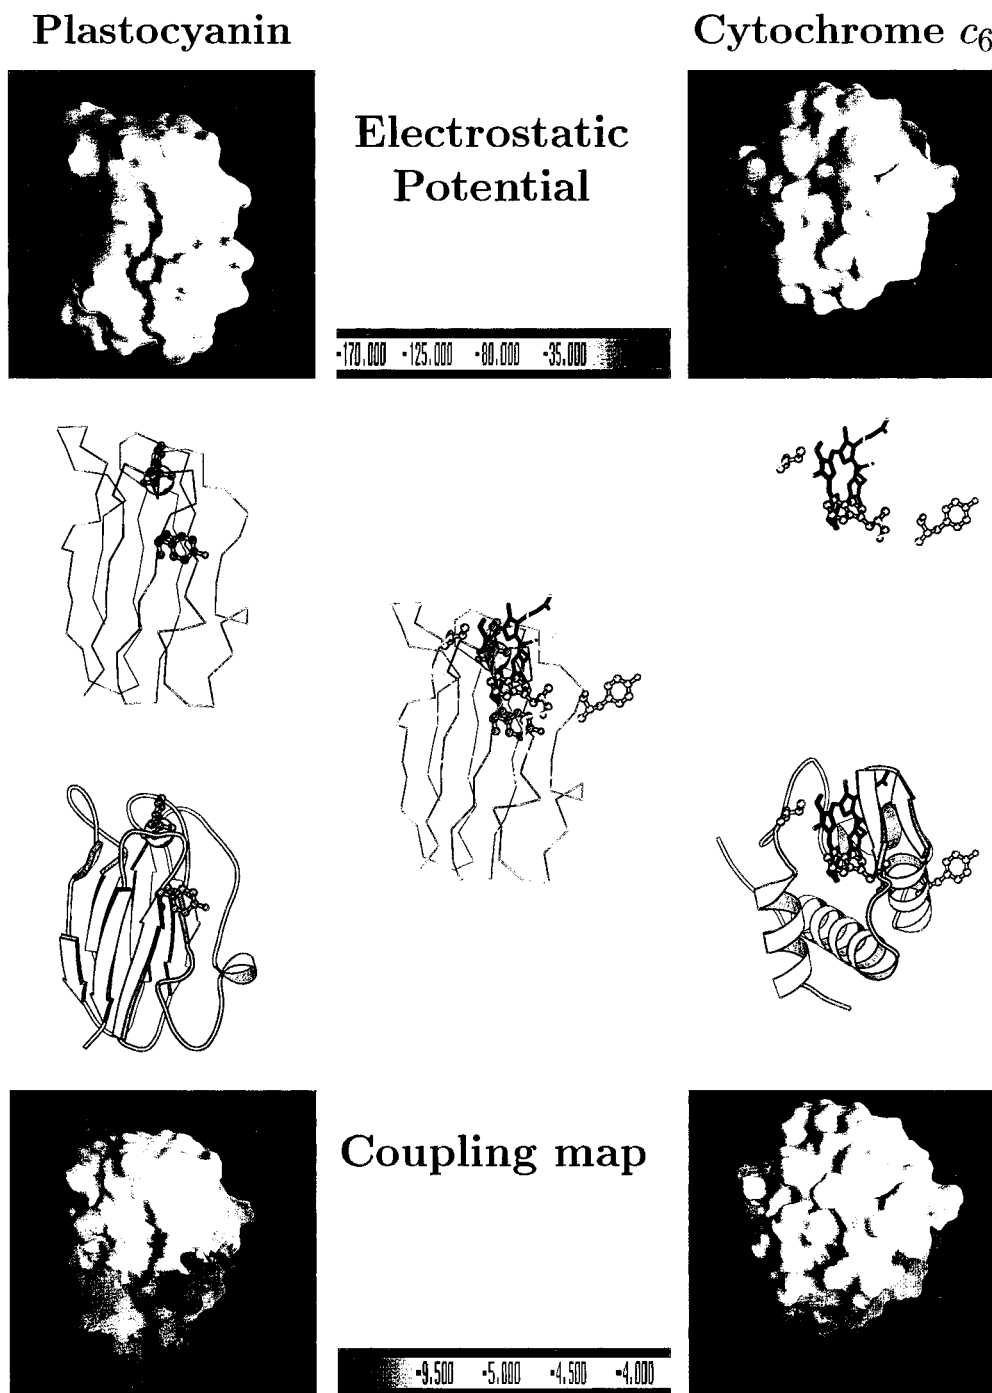 Plastocyanin
Cytochrome c6
Electrostatic
Potential
-170.000 -125.000 -80.000 -35.000
Coupling map
-9.500 -5.000 -4.500 -4.000